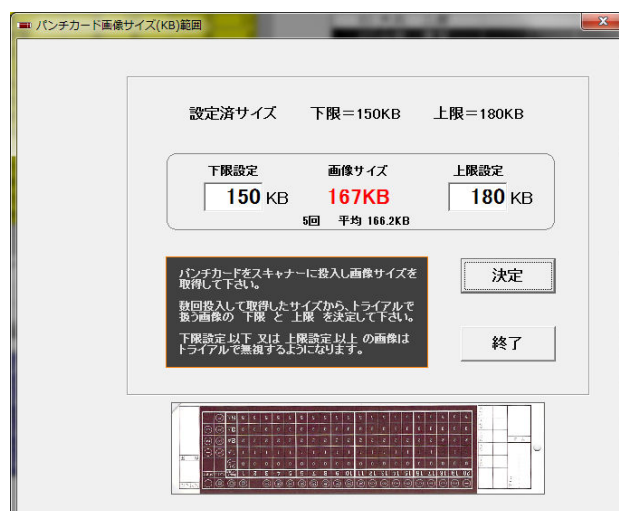 パンチカード画像サイズ(KB)範囲
設定済サイズ 下限=150KB 上限=180KB
下限設定 画像サイズ 上限設定
150 KB 167KB 180 KB
5回 平均 166.2KB
パンチカードをスキャナーに投入し画像サイズを
取得して下さい。
数回投入して取得したサイズから、トライアルで
扱う画像の 下限 と 上限 を決定して下さい。
下限設定以下 又は 上限設定以上 の画像は
トライアルで無視するようになります。
決定
終了